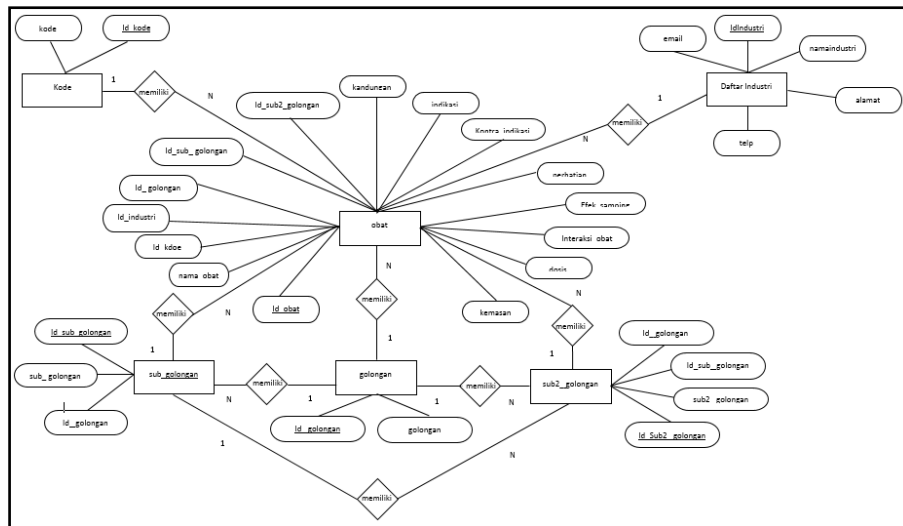 kode
Id_kode
Kode
1
memiliki
N
Id_sub2_golongan
kandungan
indikasi
Kontra_indikasi
email
IdIndustri
namaindustri
Daftar Industri
alamat
telp
1
memiliki
N
Id_sub_golongan
Id_golongan
Id_industri
Id_kdoe
nama_obat
Id_obat
obat
perhatian
Efek_samping
Interaksi_obat
dosis
kemasan
memiliki
N
1
N
memiliki
1
N
memiliki
1
Id_sub_golongan
sub_golongan
Id_golongan
sub_golongan
N
memiliki
1
golongan
1
memiliki
N
sub2_golongan
Id_golongan
Id_sub_golongan
sub2_golongan
Id_Sub2_golongan
Id_golongan
golongan
1
memiliki
N